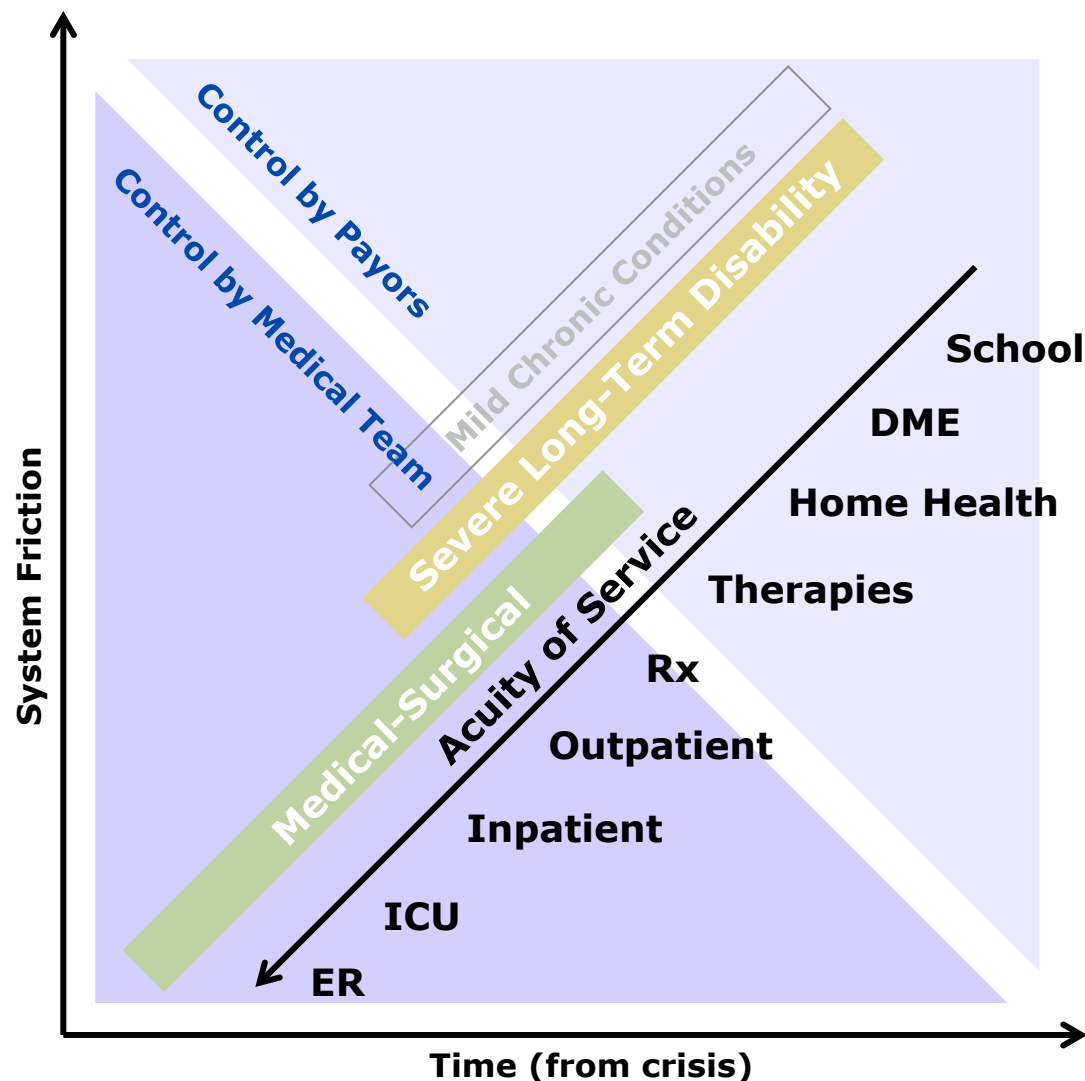 Control by Payors
Control by Medical Team
Mild Chronic Conditions
Severe Long-Term Disability
Medical-Surgical
Acuity of Service
School
DME
Home Health
Therapies
Rx
Outpatient
Inpatient
ICU
ER
System Friction
Time (from crisis)